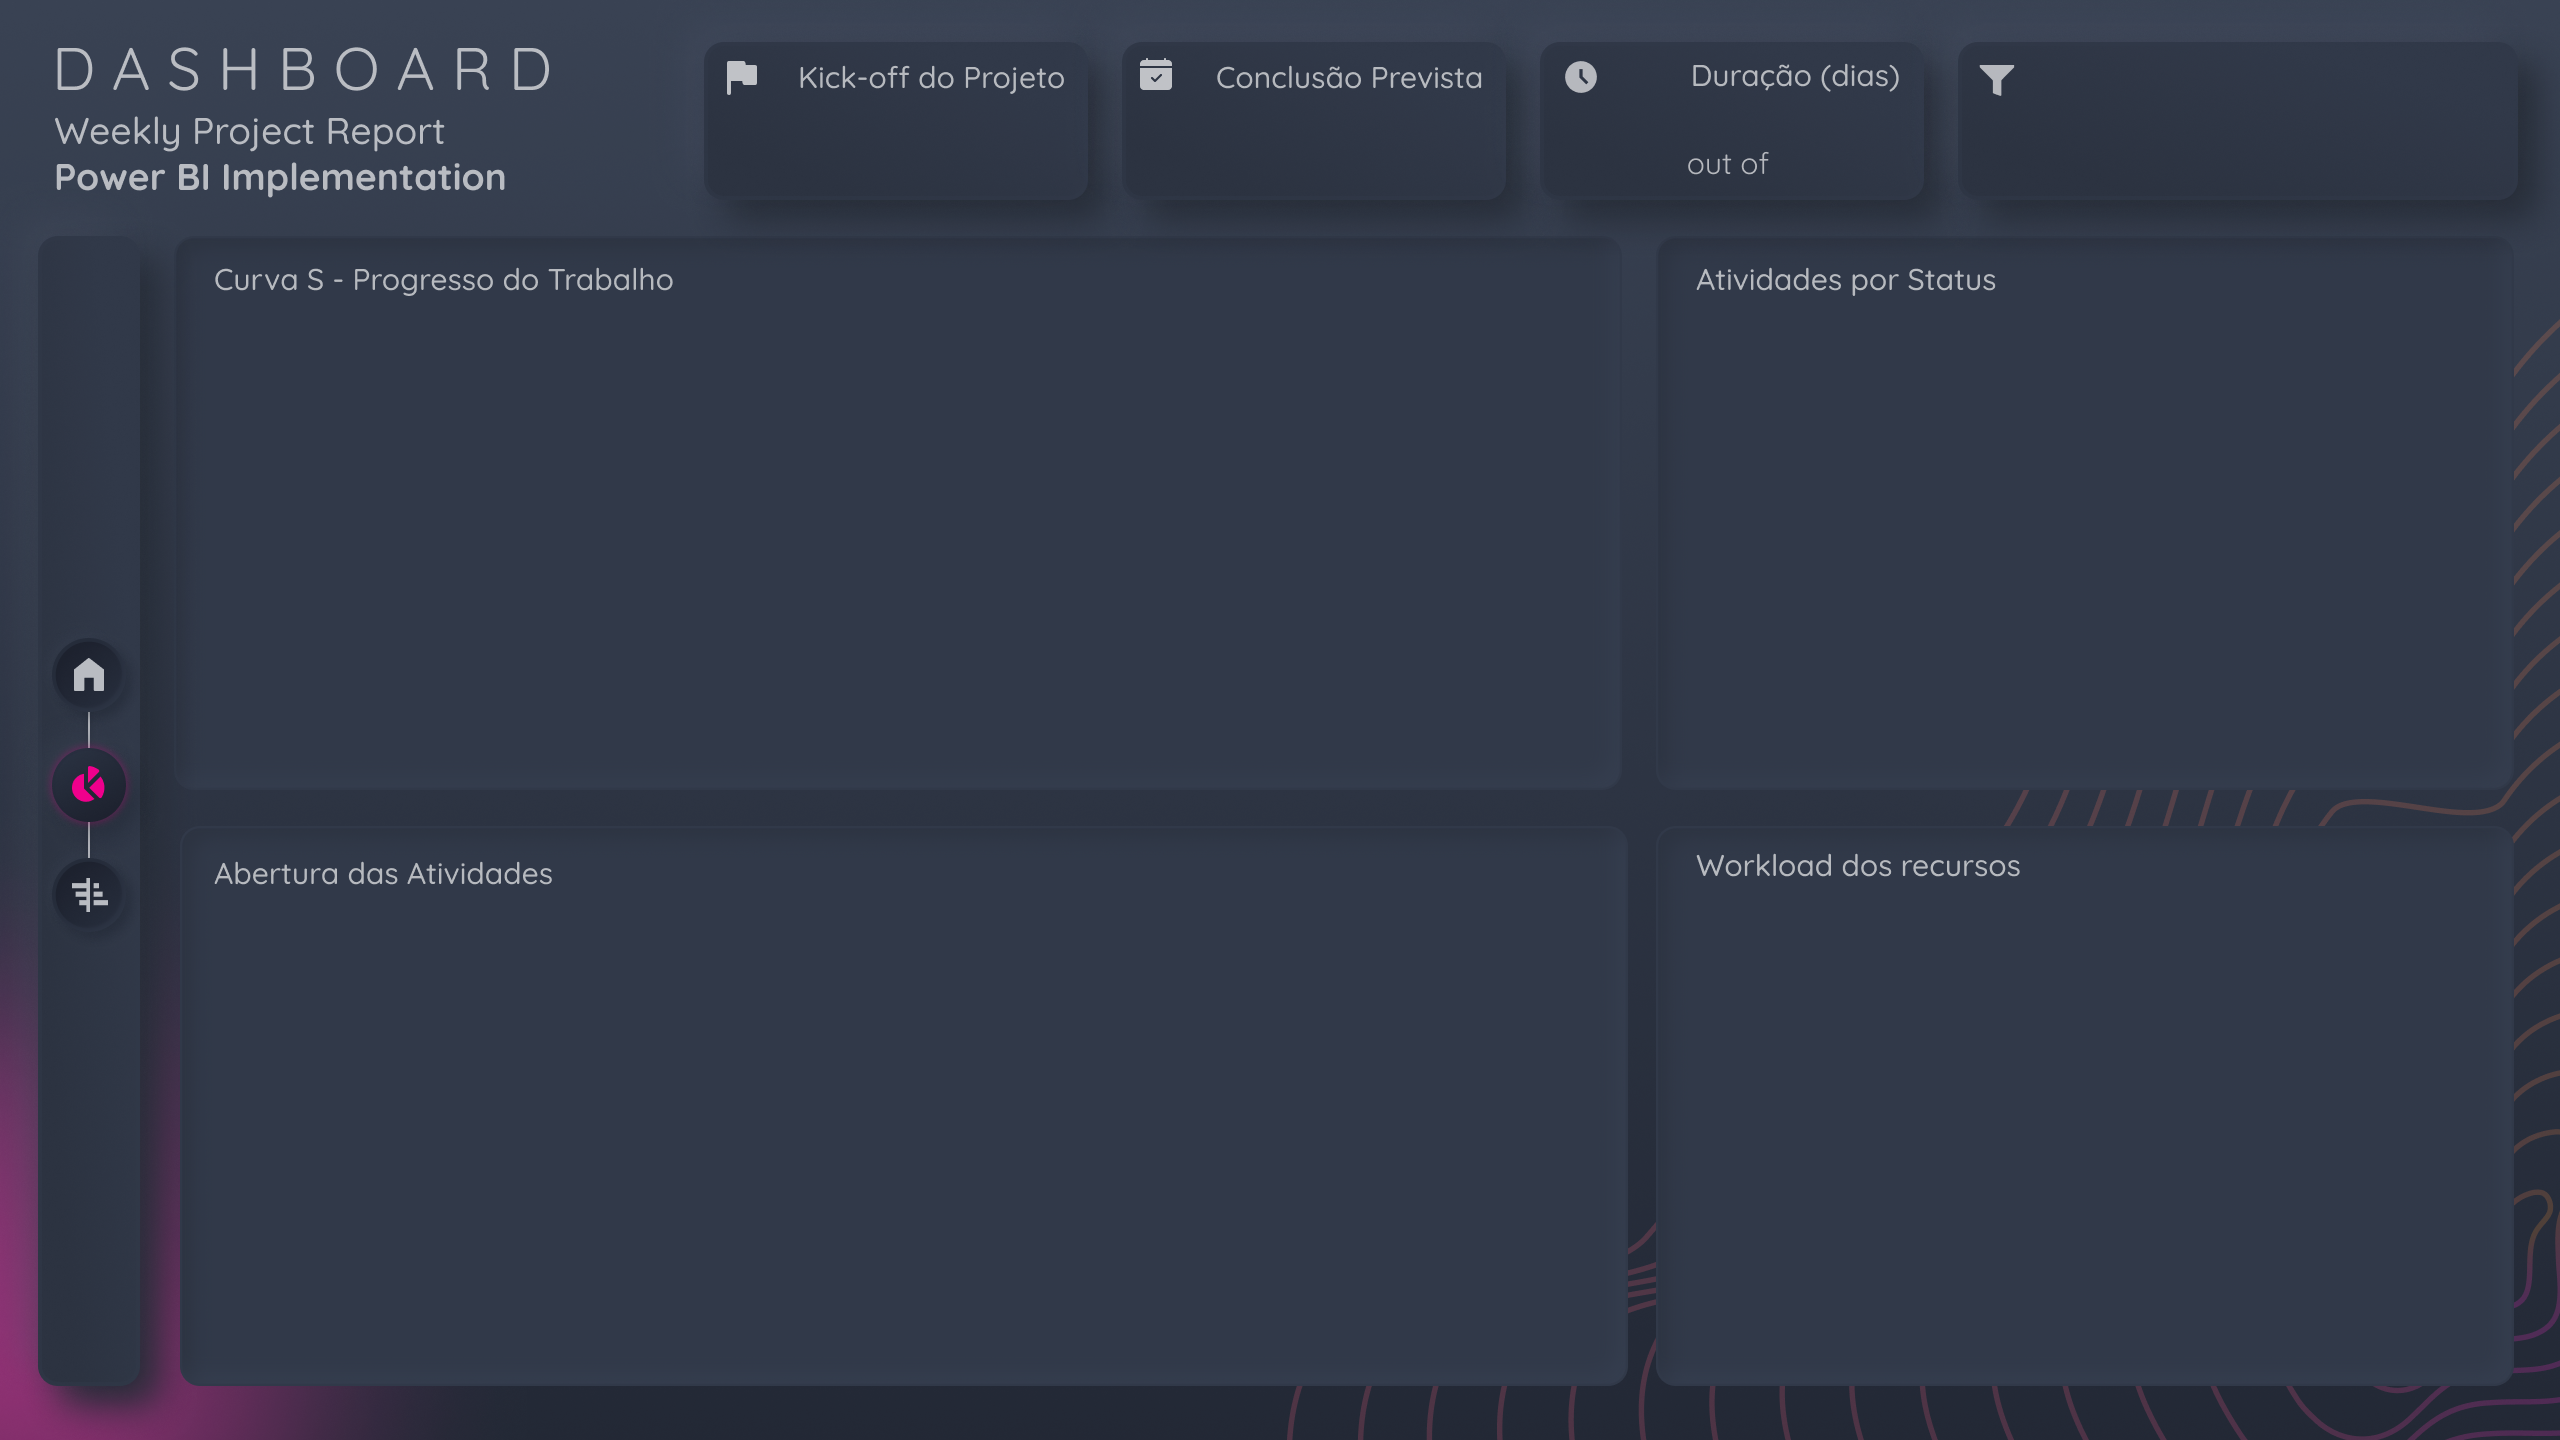 DASHBOARD
Weekly Project Report
Power BI Implementation
Kick-off do Projeto
Conclusão Prevista
Duração (dias)
out of
Curva S - Progresso do Trabalho
Atividades por Status
Abertura das Atividades
Workload dos recursos